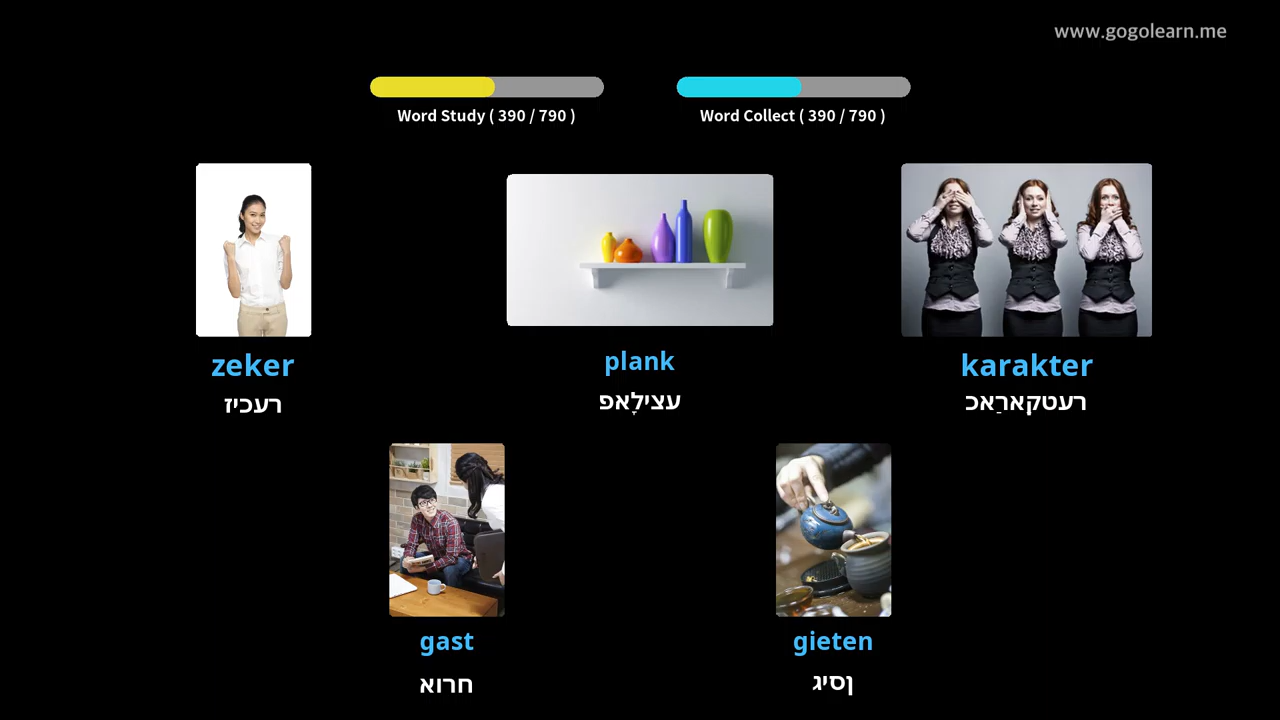 www.gogolearn.me
Word Study ( 390 / 790 )
Word Collect ( 390 / 790 )
zeker
רעכיז
plank
עצילָאפ
karakter
רעטקארַאכ
gast
חרוא
gieten
ןסיג